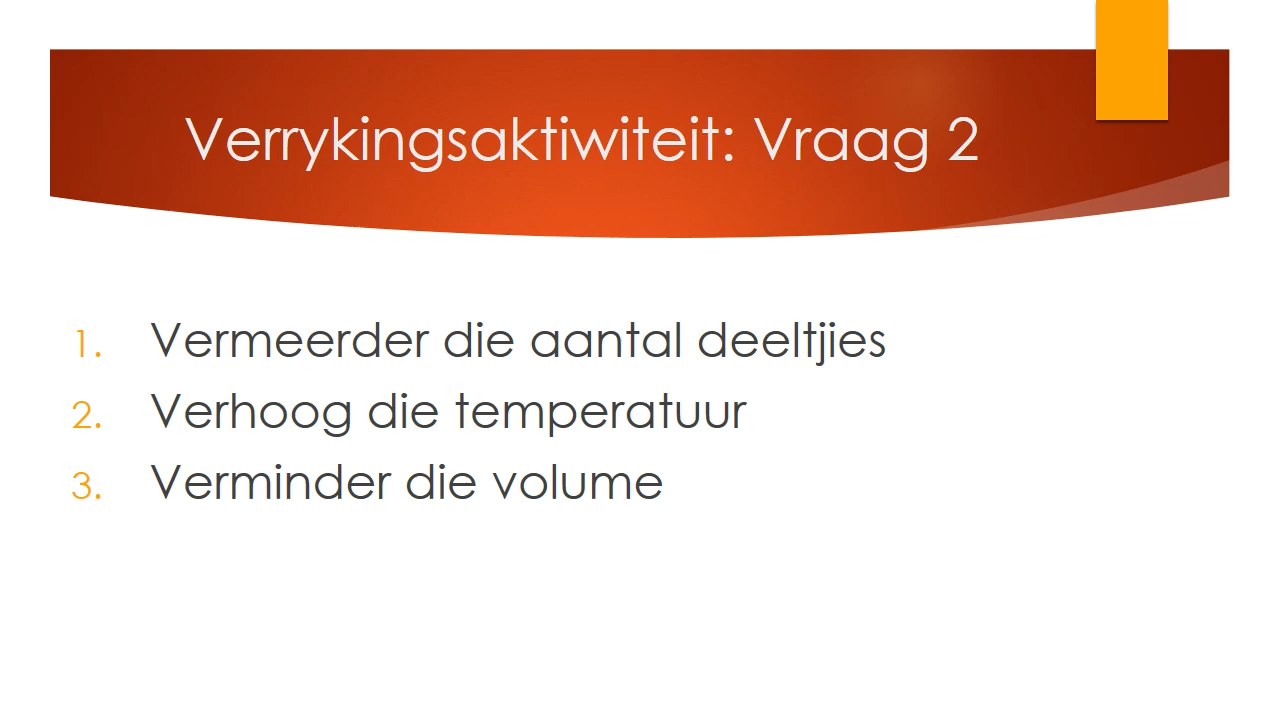 Verrykingsaktiwiteit: Vraag 2
1. Vermeerder die aantal deeltjies
2. Verhoog die temperatuur
3. Verminder die volume